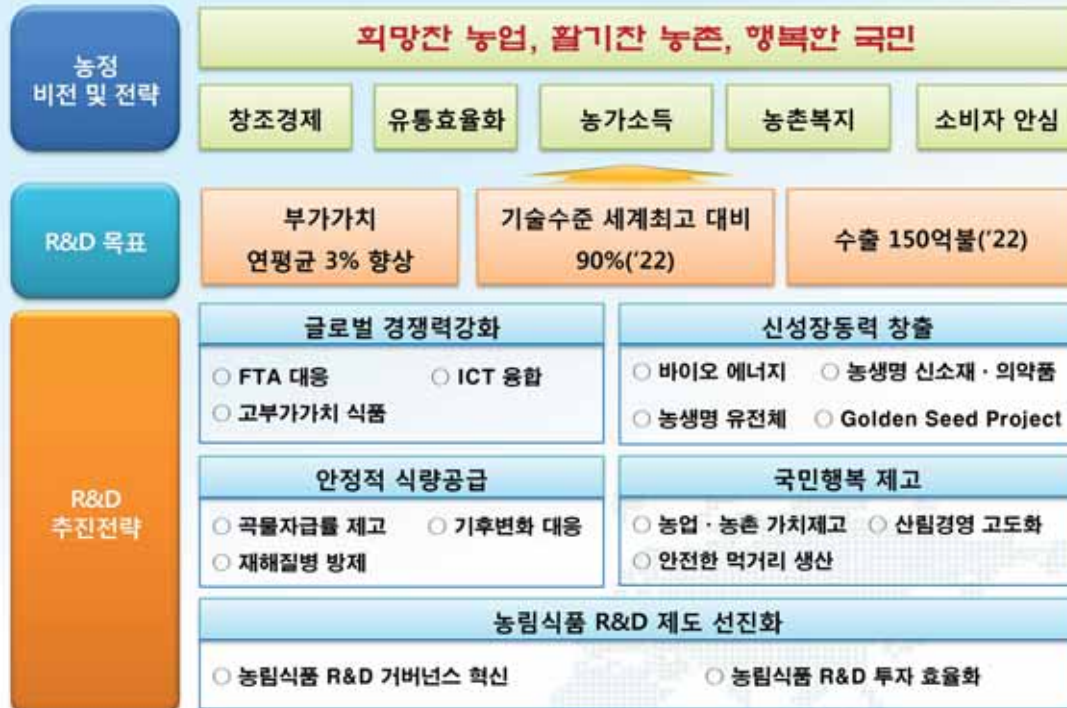 농정
비전 및 전략
희망찬 농업, 활기찬 농촌, 행복한 국민
창조경제
유통효율화
농가소득
농촌복지
소비자 안심
R&D 목표
부가가치
연평균 3% 향상
기술수준 세계최고 대비
90%('22)
수출 150억불('22)
R&D
추진전략
글로벌 경쟁력강화
○ FTA 대응 ○ ICT 융합
○ 고부가가치 식품
신성장동력 창출
○ 바이오 에너지 ○ 농생명 신소재 · 의약품
○ 농생명 유전체 ○ Golden Seed Project
안정적 식량공급
○ 곡물자급률 제고 ○ 기후변화 대응
○ 재해질병 방제
국민행복 제고
○ 농업 · 농촌 가치제고 ○ 산림경영 고도화
○ 안전한 먹거리 생산
농림식품 R&D 제도 선진화
○ 농림식품 R&D 거버넌스 혁신 ○ 농림식품 R&D 투자 효율화